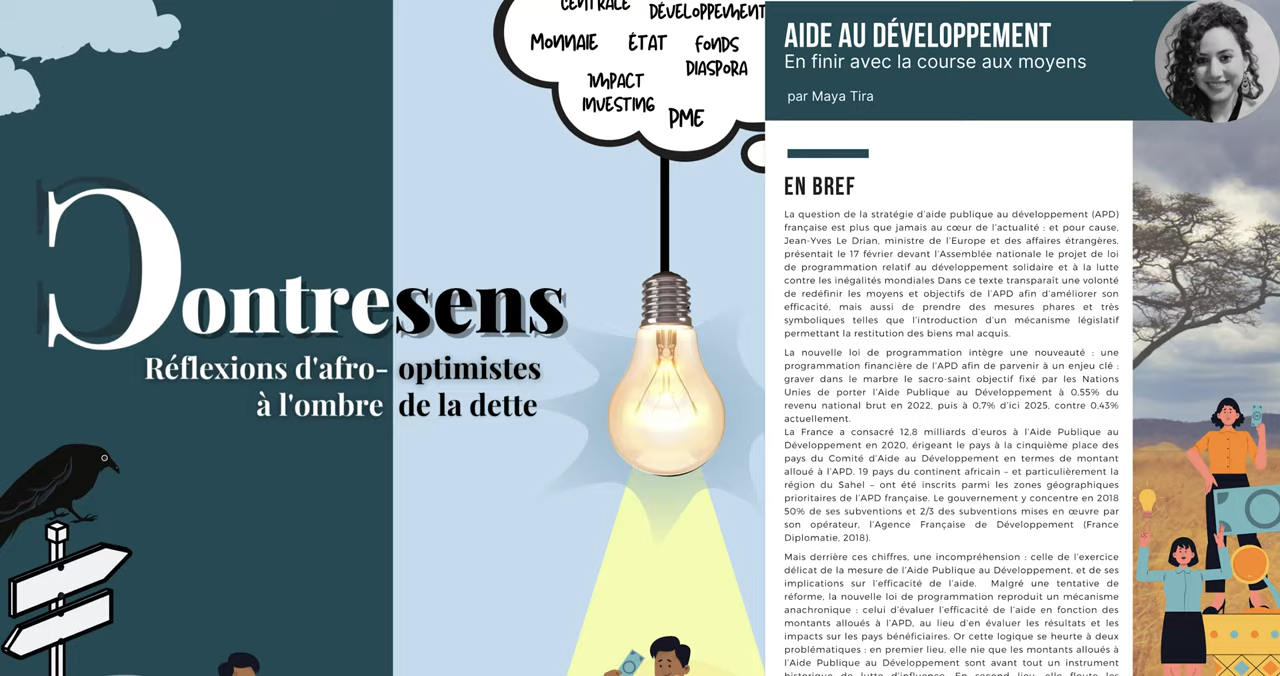 CENTRALE
DÉVELOPPEMENT
MONNAIE ÉTAT FONDS
DIASPORA
IMPACT
INVESTING
PME
Contresens
Réflexions d'afro- optimistes
à l'ombre de la dette
AIDE AU DÉVELOPPEMENT
En finir avec la course aux moyens
par Maya Tira
EN BREF
La question de la stratégie d'aide publique au développement (APD)
française est plus que jamais au cœur de l'actualité : et pour cause,
Jean-Yves Le Drian, ministre de l'Europe et des affaires étrangères,
présentait le 17 février devant l'Assemblée nationale le projet de loi
de programmation relatif au développement solidaire et à la lutte
contre les inégalités mondiales Dans ce texte transparaît une volonté
de redéfinir les moyens et objectifs de l'APD afin d'améliorer son
efficacité, mais aussi de prendre des mesures phares et très
symboliques telles que l'introduction d'un mécanisme législatif
permettant la restitution des biens mal acquis.
La nouvelle loi de programmation intègre une nouveauté : une
programmation financière de l'APD afin de parvenir à un enjeu clé :
graver dans le marbre le sacro-saint objectif fixé par les Nations
Unies de porter l'Aide Publique au Développement à 0,55% du
revenu national brut en 2022, puis à 0,7% d'ici 2025, contre 0,43%
actuellement.
La France a consacré 12,8 milliards d'euros à l'Aide Publique au
Développement en 2020, érigeant le pays à la cinquième place des
pays du Comité d'Aide au Développement en termes de montant
alloué à l'APD. 19 pays du continent africain – et particulièrement la
région du Sahel – ont été inscrits parmi les zones géographiques
prioritaires de l'APD française. Le gouvernement y concentre en 2018
50% de ses subventions et 2/3 des subventions mises en œuvre par
son opérateur, l'Agence Française de Développement (France
Diplomatie, 2018).
Mais derrière ces chiffres, une incompréhension : celle de l'exercice
délicat de la mesure de l'Aide Publique au Développement, et de ses
implications sur l'efficacité de l'aide. Malgré une tentative de
réforme, la nouvelle loi de programmation reproduit un mécanisme
anachronique : celui d'évaluer l'efficacité de l'aide en fonction des
montants alloués à l'APD, au lieu d'en évaluer les résultats et les
impacts sur les pays bénéficiaires. Or cette logique se heurte à deux
problématiques : en premier lieu, elle nie que les montants alloués à
l'Aide Publique au Développement sont avant tout un instrument
historique de lutte d'influence. En second lieu, elle floute les